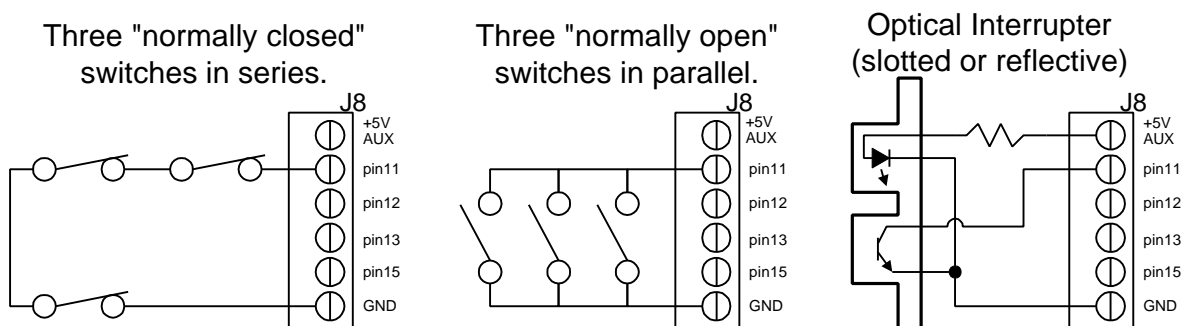 Three "normally closed"
switches in series.
J8
+5V
AUX
pin11
pin12
pin13
pin15
GND
Three "normally open"
switches in parallel.
J8
+5V
AUX
pin11
pin12
pin13
pin15
GND
Optical Interrupter
(slotted or reflective)
J8
+5V
AUX
pin11
pin12
pin13
pin15
GND